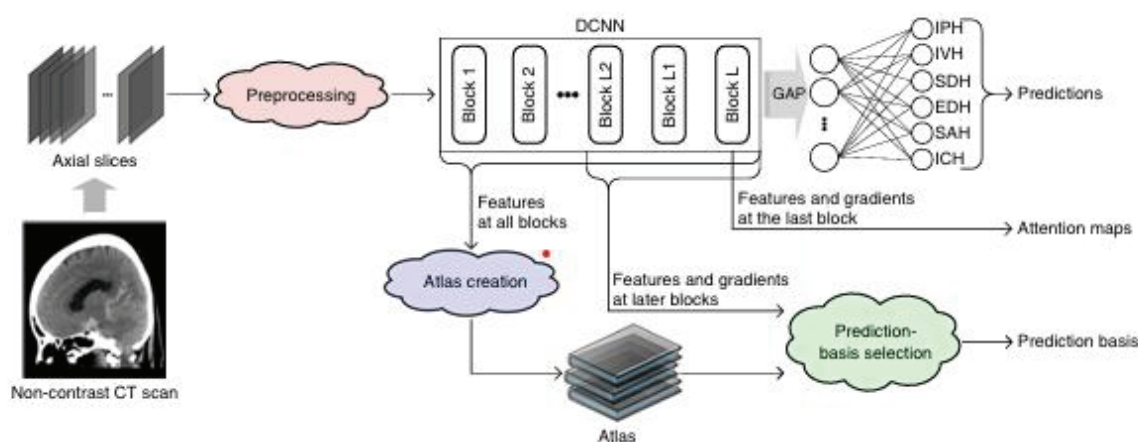 DCNN
Axial slices
Preprocessing
Block 1
Block 2
Block L2
Block L1
Block L
GAP
IPH
IVH
SDH
EDH
SAH
ICH
Predictions
Features
at all blocks
Features and gradients
at the last block
Attention maps
Atlas creation
Features and gradients
at later blocks
Prediction-
basis selection
Prediction basis
Non-contrast CT scan
Atlas